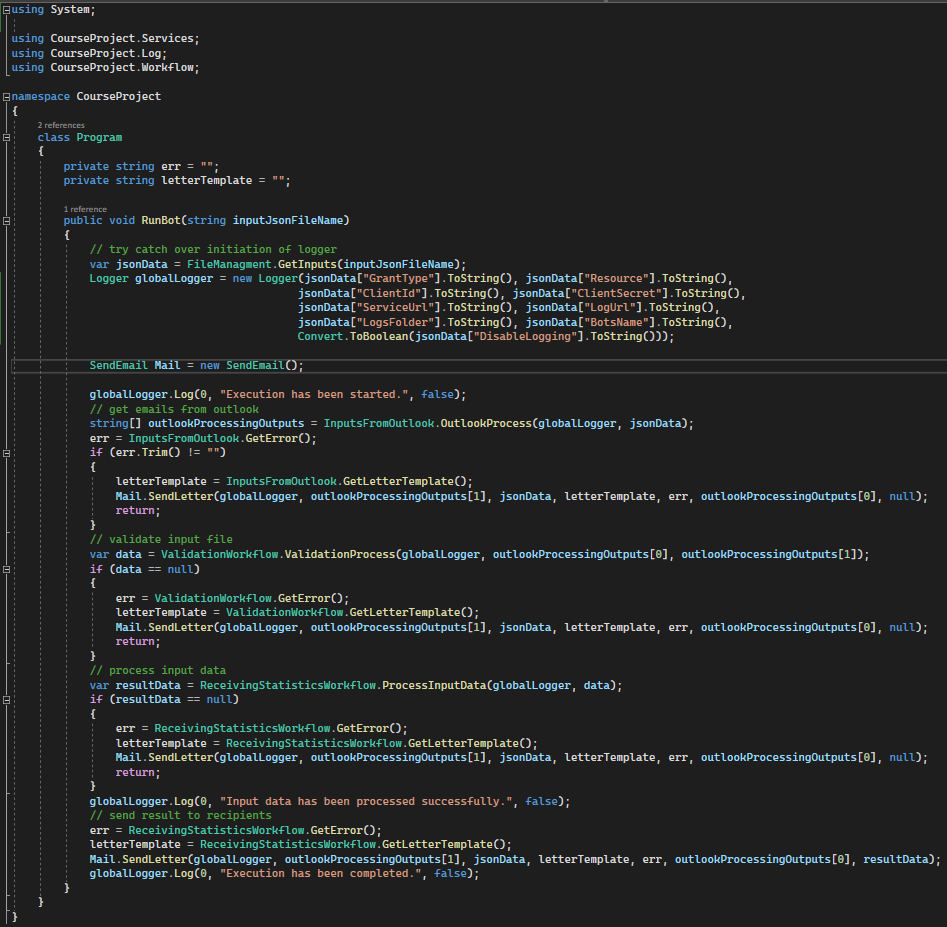 using System;
using CourseProject.Services;
using CourseProject.Log;
using CourseProject.Workflow;
namespace CourseProject
{
2 references
class Program
{
private string err = "";
private string letterTemplate = "";
1 reference
public void RunBot(string inputJsonFileName)
{
// try catch over initiation of logger
var jsonData = FileManagment.GetInputs(inputJsonFileName);
Logger globalLogger = new Logger(jsonData["GrantType"].ToString(), jsonData["Resource"].ToString(),
jsonData["ClientId"].ToString(), jsonData["ClientSecret"].ToString(),
jsonData["ServiceUrl"].ToString(), jsonData["LogUrl"].ToString(),
jsonData["LogsFolder"].ToString(), jsonData["BotsName"].ToString(),
Convert.ToBoolean(jsonData["DisableLogging"].ToString()));
SendEmail Mail = new SendEmail();
globalLogger.Log(0, "Execution has been started.", false);
// get emails from outlook
string[] outlookProcessingOutputs = InputsFromOutlook.OutlookProcess(globalLogger, jsonData);
err = InputsFromOutlook.GetError();
if (err.Trim() != "")
{
letterTemplate = InputsFromOutlook.GetLetterTemplate();
Mail.SendLetter(globalLogger, outlookProcessingOutputs[1], jsonData, letterTemplate, err, outlookProcessingOutputs[0], null);
return;
}
// validate input file
var data = ValidationWorkflow.ValidationProcess(globalLogger, outlookProcessingOutputs[0], outlookProcessingOutputs[1]);
if (data == null)
{
err = ValidationWorkflow.GetError();
letterTemplate = ValidationWorkflow.GetLetterTemplate();
Mail.SendLetter(globalLogger, outlookProcessingOutputs[1], jsonData, letterTemplate, err, outlookProcessingOutputs[0], null);
return;
}
// process input data
var resultData = ReceivingStatisticsWorkflow.ProcessInputData(globalLogger, data);
if (resultData == null)
{
err = ReceivingStatisticsWorkflow.GetError();
letterTemplate = ReceivingStatisticsWorkflow.GetLetterTemplate();
Mail.SendLetter(globalLogger, outlookProcessingOutputs[1], jsonData, letterTemplate, err, outlookProcessingOutputs[0], null);
return;
}
globalLogger.Log(0, "Input data has been processed successfully.", false);
// send result to recipients
err = ReceivingStatisticsWorkflow.GetError();
letterTemplate = ReceivingStatisticsWorkflow.GetLetterTemplate();
Mail.SendLetter(globalLogger, outlookProcessingOutputs[1], jsonData, letterTemplate, err, outlookProcessingOutputs[0], resultData);
globalLogger.Log(0, "Execution has been completed.", false);
}
}
}